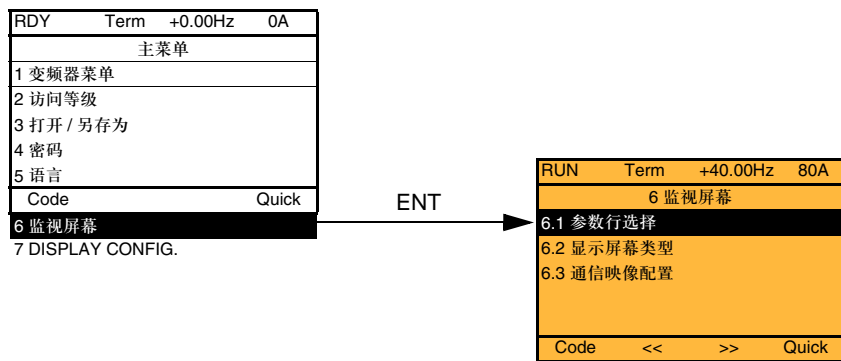 RDY Term +0.00Hz 0A
主菜单
1 变频器菜单
2 访问等级
3 打开 / 另存为
4 密码
5 语言
Code Quick
6 监视屏幕
7 DISPLAY CONFIG.
ENT
RUN Term +40.00Hz 80A
6 监视屏幕
6.1 参数行选择
6.2 显示屏幕类型
6.3 通信映像配置
Code << >> Quick